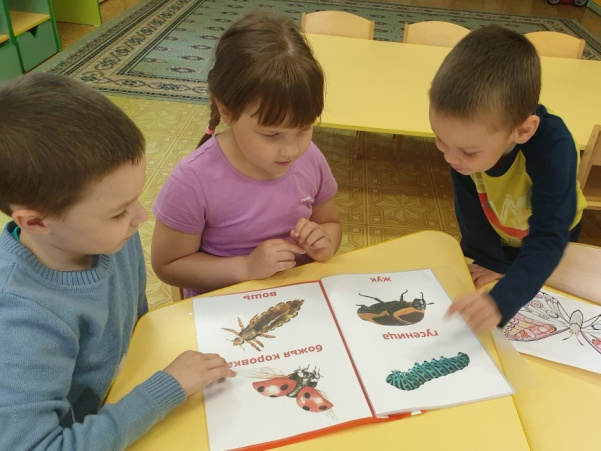 гусеница
жук
божья коровка
вошь